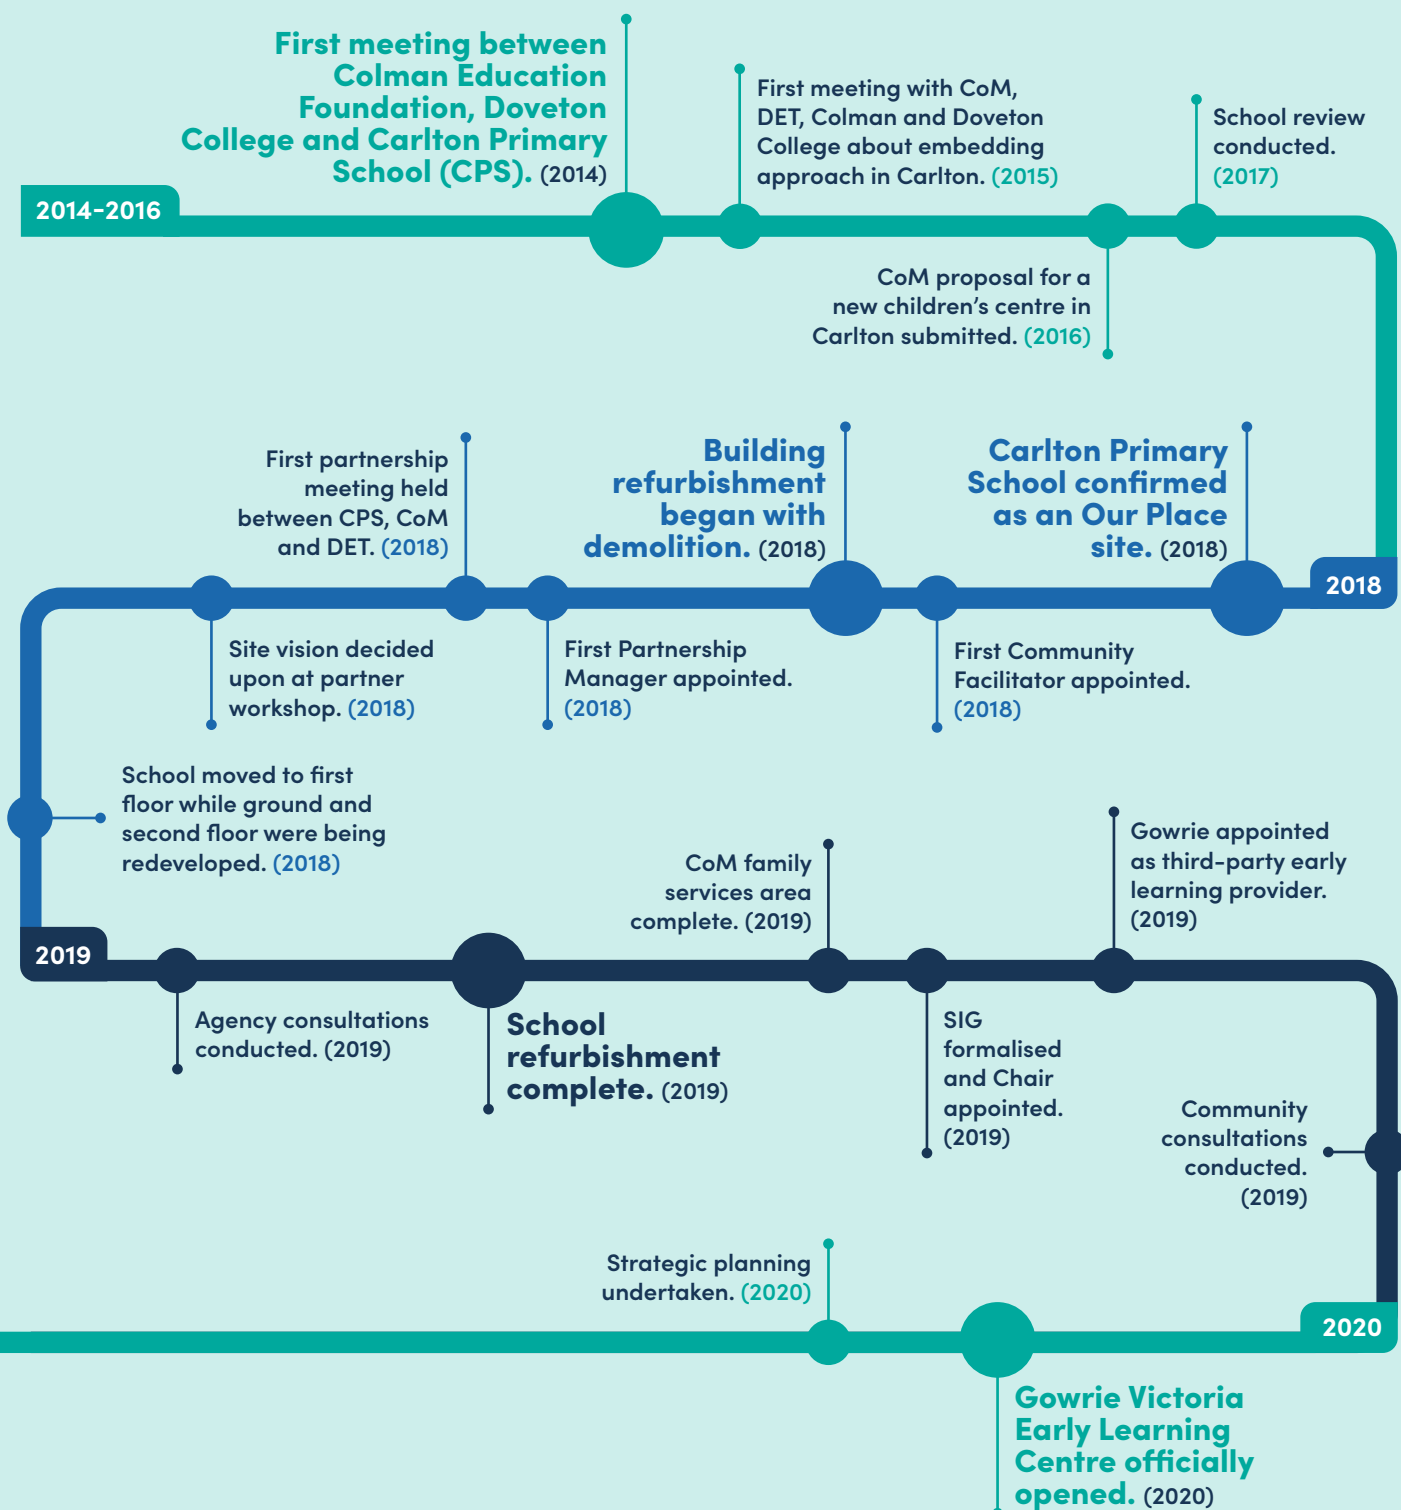 2014-2016
First meeting between
Colman Education
Foundation, Doveton
College and Carlton Primary
School (CPS). (2014)
First meeting with CoM,
DET, Colman and Doveton
College about embedding
approach in Carlton. (2015)
CoM proposal for a
new children’s centre in
Carlton submitted. (2016)
School review
conducted.
(2017)
2018
Carlton Primary
School confirmed
as an Our Place
site. (2018)
First Community
Facilitator appointed.
(2018)
Building
refurbishment
began with
demolition. (2018)
First Partnership
Manager appointed.
(2018)
First partnership
meeting held
between CPS, CoM
and DET. (2018)
Site vision decided
upon at partner
workshop. (2018)
School moved to first
floor while ground and
second floor were being
redeveloped. (2018)
2019
Agency consultations
conducted. (2019)
School
refurbishment
complete. (2019)
CoM family
services area
complete. (2019)
SIG
formalised
and Chair
appointed.
(2019)
Gowrie appointed
as third-party early
learning provider.
(2019)
Community
consultations
conducted.
(2019)
2020
Gowrie Victoria
Early Learning
Centre officially
opened. (2020)
Strategic planning
undertaken. (2020)